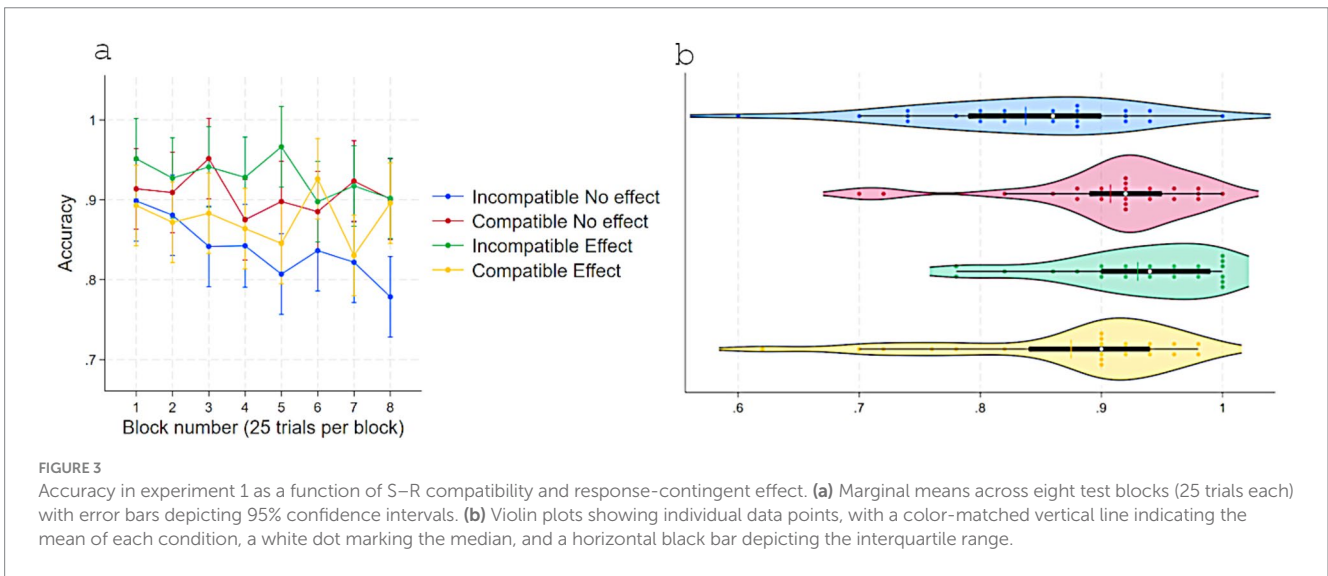 a
b
Accuracy
1
.9
.8
.7
1 2 3 4 5 6 7 8
Block number (25 trials per block)
Incompatible No effect
Compatible No effect
Incompatible Effect
Compatible Effect
.6 .7 .8 .9 1
FIGURE 3
Accuracy in experiment 1 as a function of S–R compatibility and response-contingent effect. (a) Marginal means across eight test blocks (25 trials each)
with error bars depicting 95% confidence intervals. (b) Violin plots showing individual data points, with a color-matched vertical line indicating the
mean of each condition, a white dot marking the median, and a horizontal black bar depicting the interquartile range.